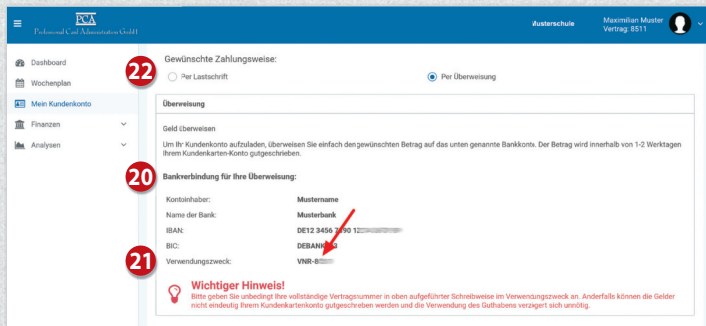 PCA
Professional Card Administration GmbH
Musterschule
Maximilian Muster
Vertrag: 8511
Dashboard
Wochenplan
Mein Kundenkonto
Finanzen
Analysen
22
Gewünschte Zahlungsweise:
Per Lastschrift
Per Überweisung
Überweisung
Geld überweisen
Um Ihr Kundenkonto aufzuladen, überweisen Sie einfach den gewünschten Betrag auf das unten genannte Bankkonto. Der Betrag wird innerhalb von 1-2 Werktagen
Ihrem Kundenkarten-Konto gutgeschrieben.
20
Bankverbindung für Ihre Überweisung:
Kontoinhaber: Mustername
Name der Bank: Musterbank
IBAN: DE12 3456
BIC:
21
Verwendungszweck: VNR-8
Wichtiger Hinweis!
Bitte geben Sie unbedingt Ihre vollständige Vertragsnummer in oben aufgeführter Schreibweise im Verwendungszweck an. Anderfalls können die Gelder
nicht eindeutig Ihrem Kundenkartenkonto gutgeschreiben werden und die Verwendung des Guthabens verzögert sich unnötig.